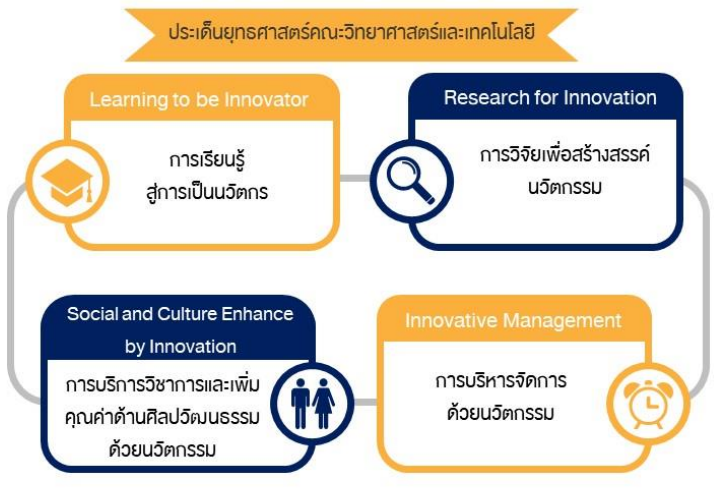 ประเด็นยุทธศาสตร์คณะวิทยาศาสตร์และเทคโนโลยี
Learning to be Innovator
การเรียนรู้
สู่การเป็นนวัตกร
Research for Innovation
การวิจัยเพื่อสร้างสรรค์
นวัตกรรม
Social and Culture Enhance
by Innovation
การบริการวิชาการและเพิ่ม
คุณค่าด้านศิลปวัฒนธรรม
ด้วยนวัตกรรม
Innovative Management
การบริหารจัดการ
ด้วยนวัตกรรม